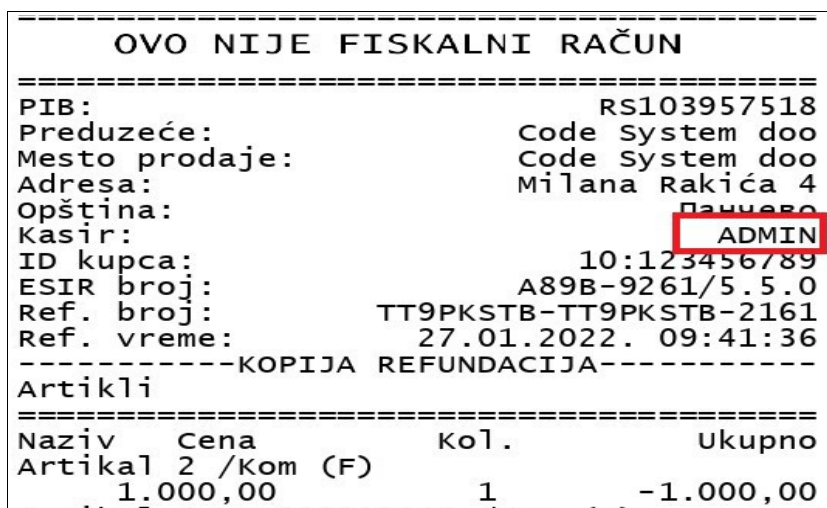 ========================================
OVO NIJE FISKALNI RAČUN
========================================
PIB: RS103957518
Preduzeće: Code System doo
Mesto prodaje: Code System doo
Adresa: Milana Rakića 4
Opština: Панчево
Kasir: ADMIN
ID kupca: 10:123456789
ESIR broj: A89B-9261/5.5.0
Ref. broj: TT9PKSTB-TT9PKSTB-2161
Ref. vreme: 27.01.2022. 09:41:36
-----------KOPIJA REFUNDACIJA-----------
Artikli
========================================
Naziv Cena Kol. Ukupno
Artikal 2 /Kom (F)
1.000,00 1 -1.000,00